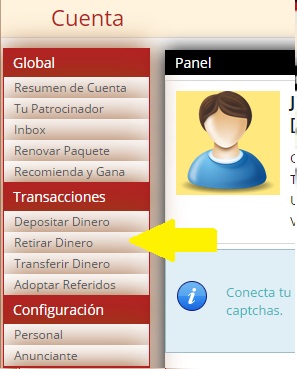 Cuenta
Global
Resumen de Cuenta
Tu Patrocinador
Inbox
Renovar Paquete
Recomienda y Gana
Transacciones
Depositar Dinero
Retirar Dinero
Transferir Dinero
Adoptar Referidos
Configuración
Personal
Anunciante
Panel
i
Conecta tu
captchas.